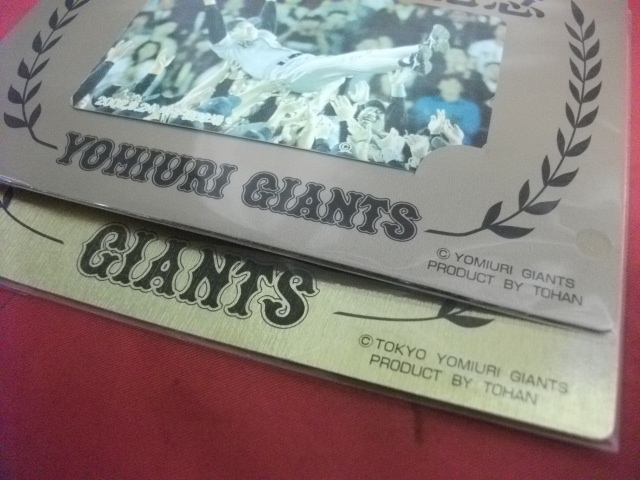 YOMIURI GIANTS
© YOMIURI GIANTS
PRODUCT BY TOHAN
GIANTS
© TOKYO YOMIURI GIANTS
PRODUCT BY TOHAN